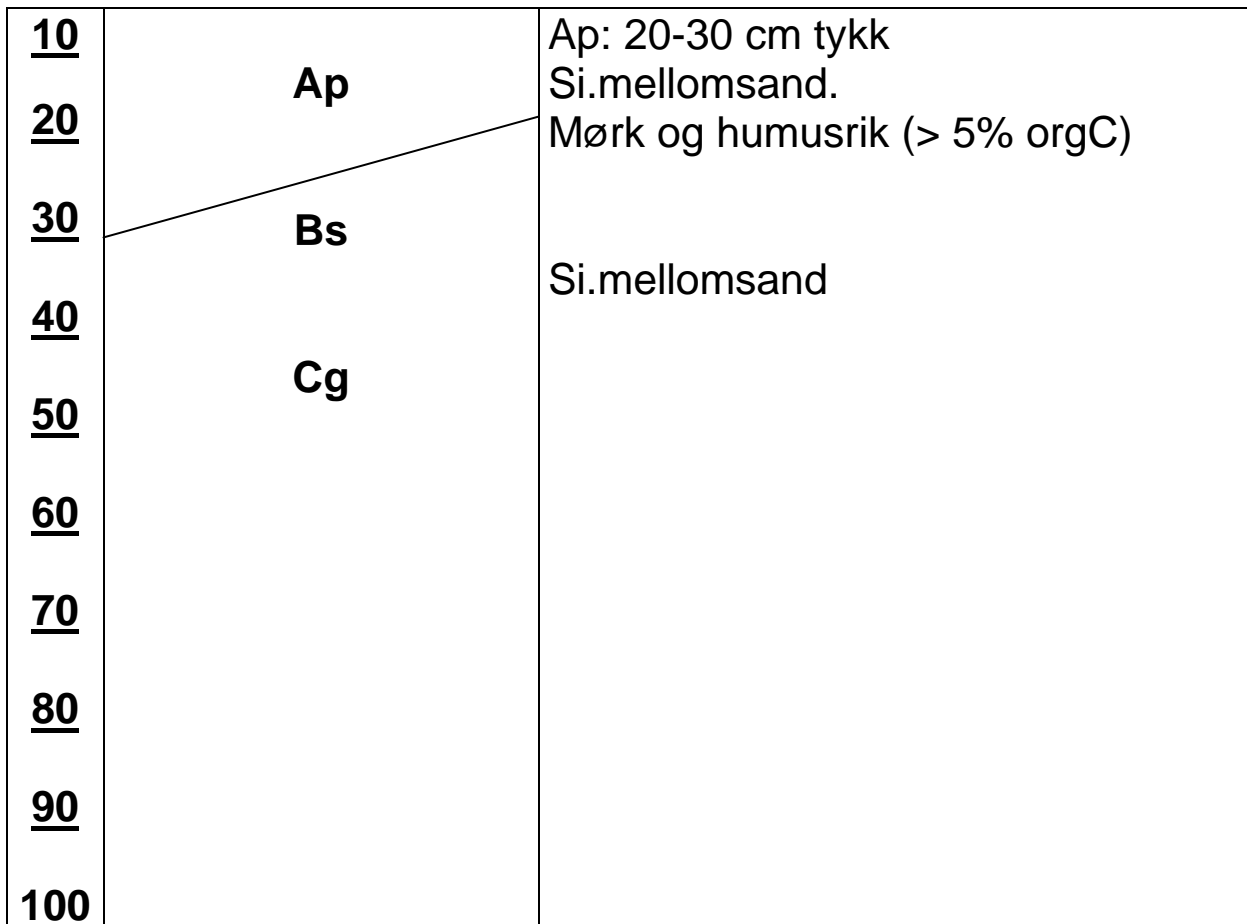 10
Ap: 20-30 cm tykk
Ap
Si.mellomsand.
20
Mørk og humusrik (> 5% orgC)
30
Bs
Si.mellomsand
40
Cg
50
60
70
80
90
100